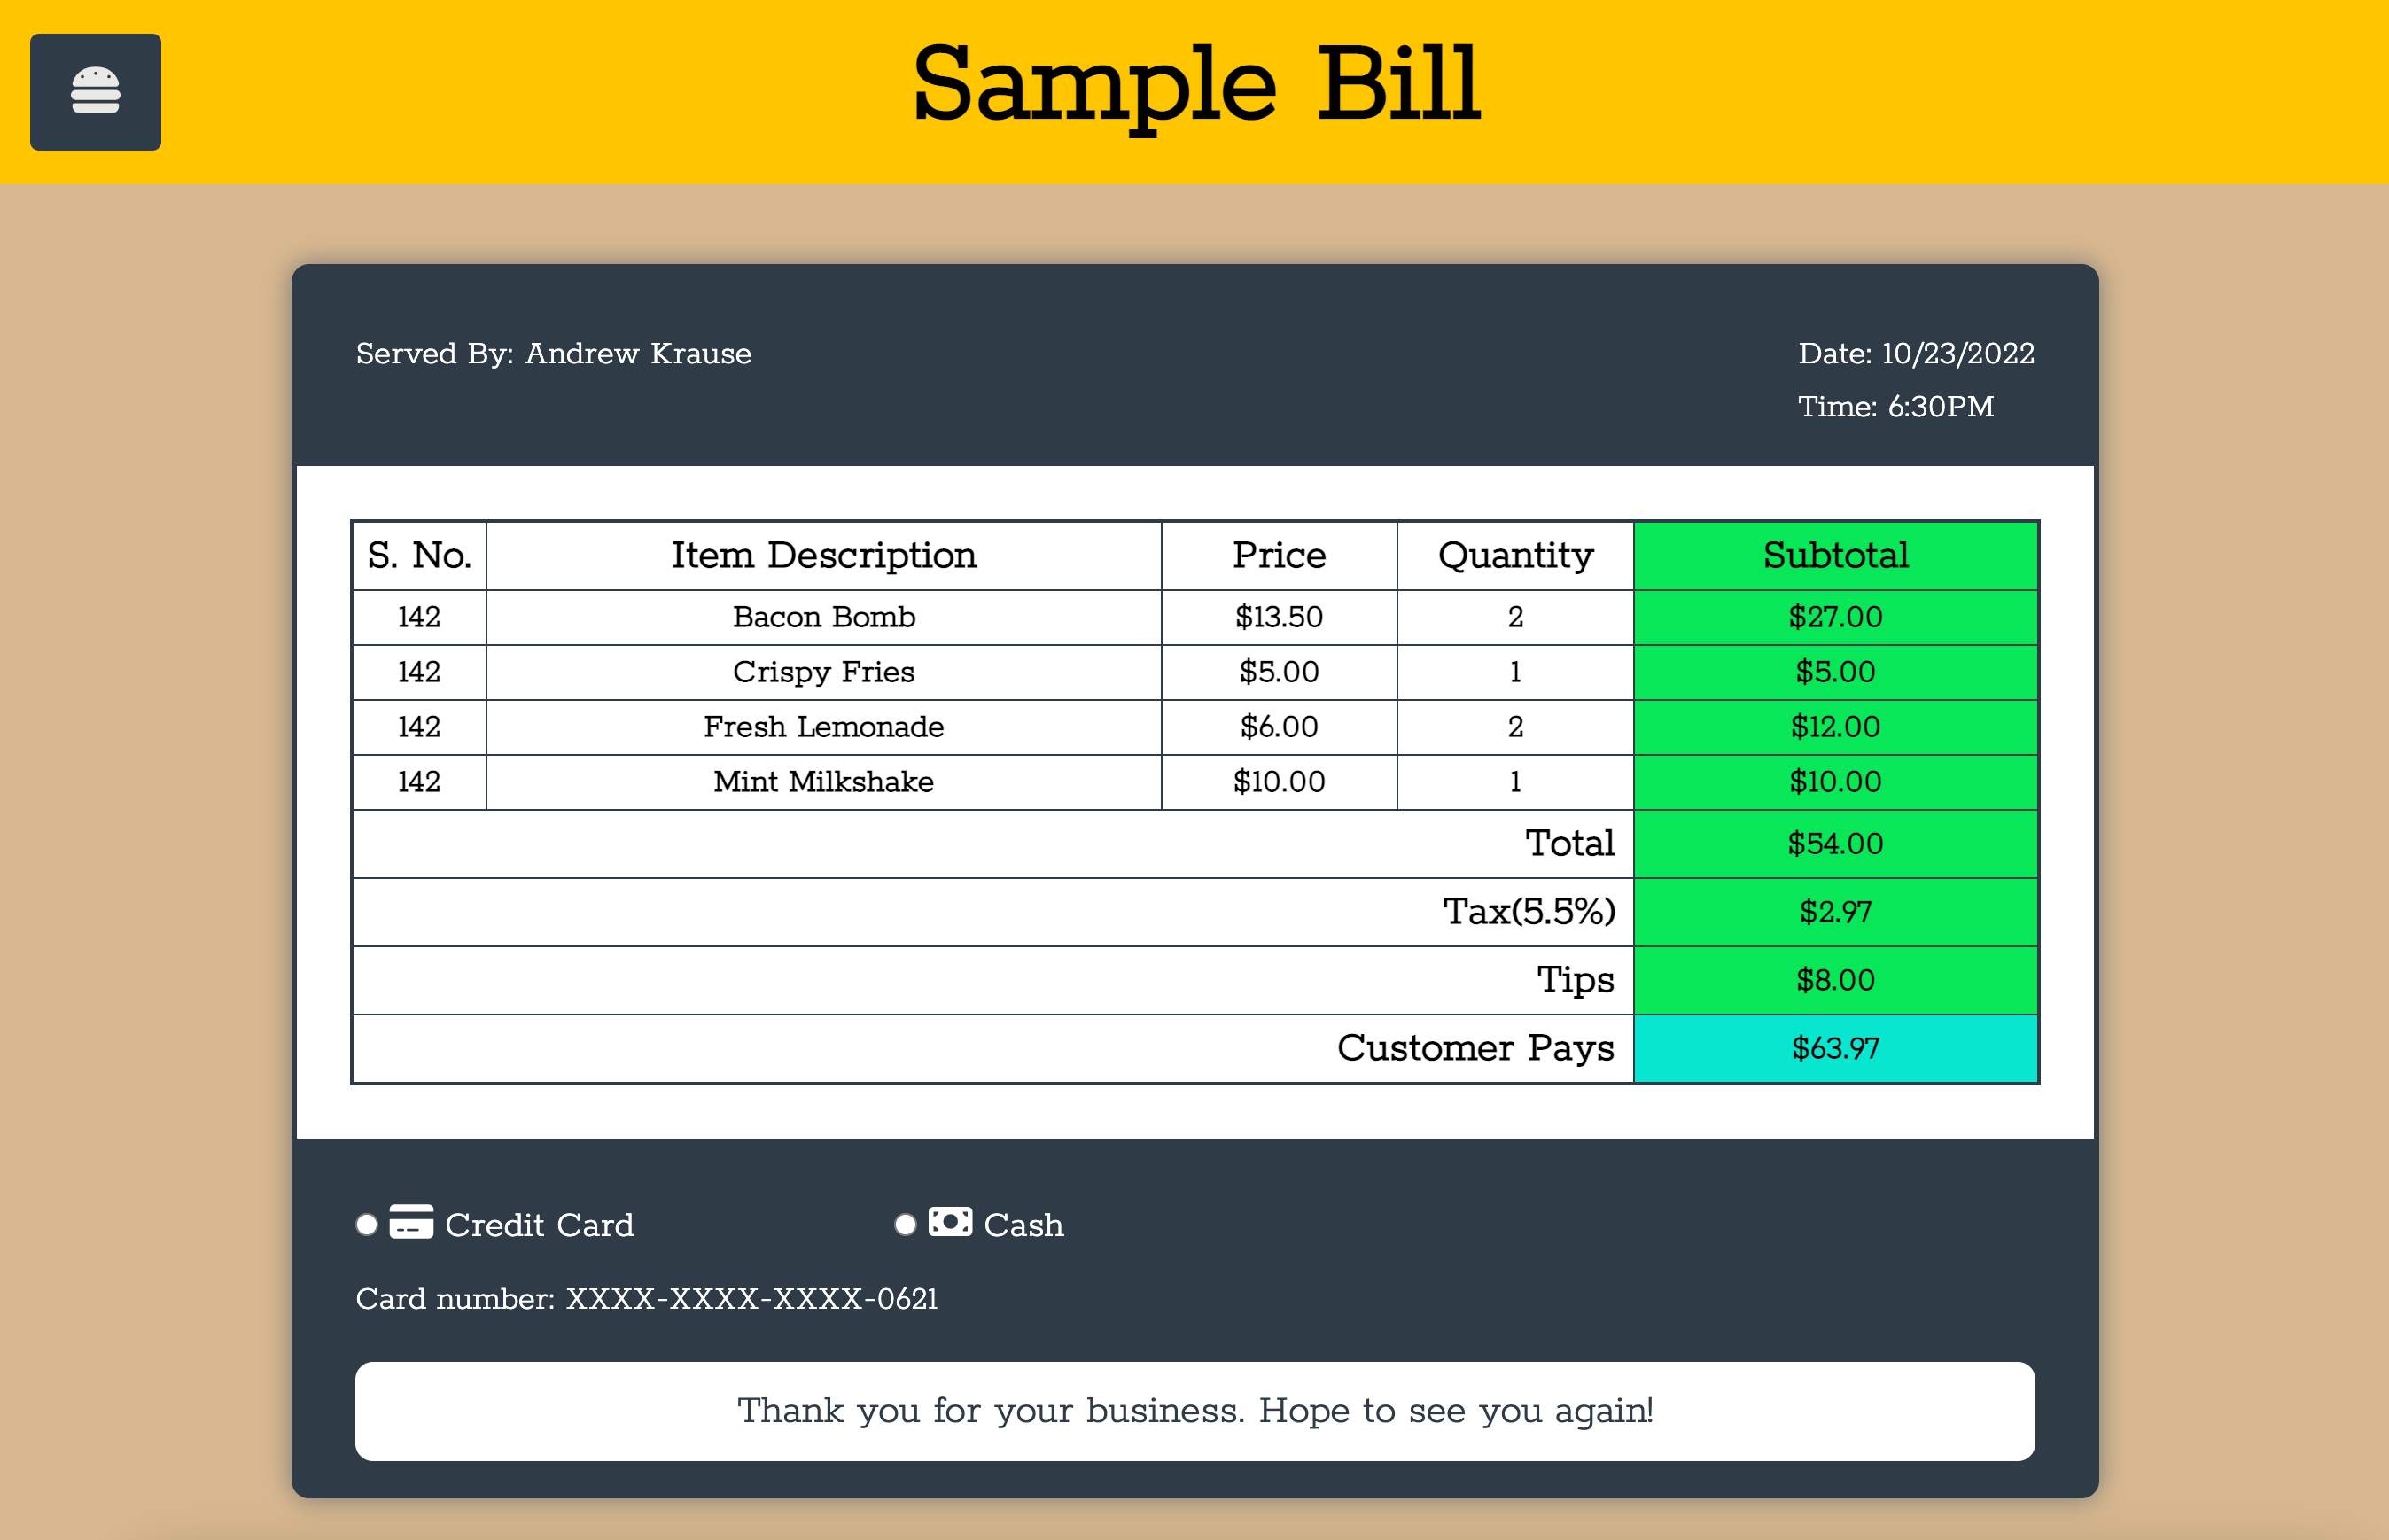 Sample Bill
Served By: Andrew Krause
Date: 10/23/2022
Time: 6:30PM
S. No. Item Description Price Quantity Subtotal
142 Bacon Bomb $13.50 2 $27.00
142 Crispy Fries $5.00 1 $5.00
142 Fresh Lemonade $6.00 2 $12.00
142 Mint Milkshake $10.00 1 $10.00
Total $54.00
Tax(5.5%) $2.97
Tips $8.00
Customer Pays $63.97
Credit Card Cash
Card number: XXXX-XXXX-XXXX-0621
Thank you for your business. Hope to see you again!